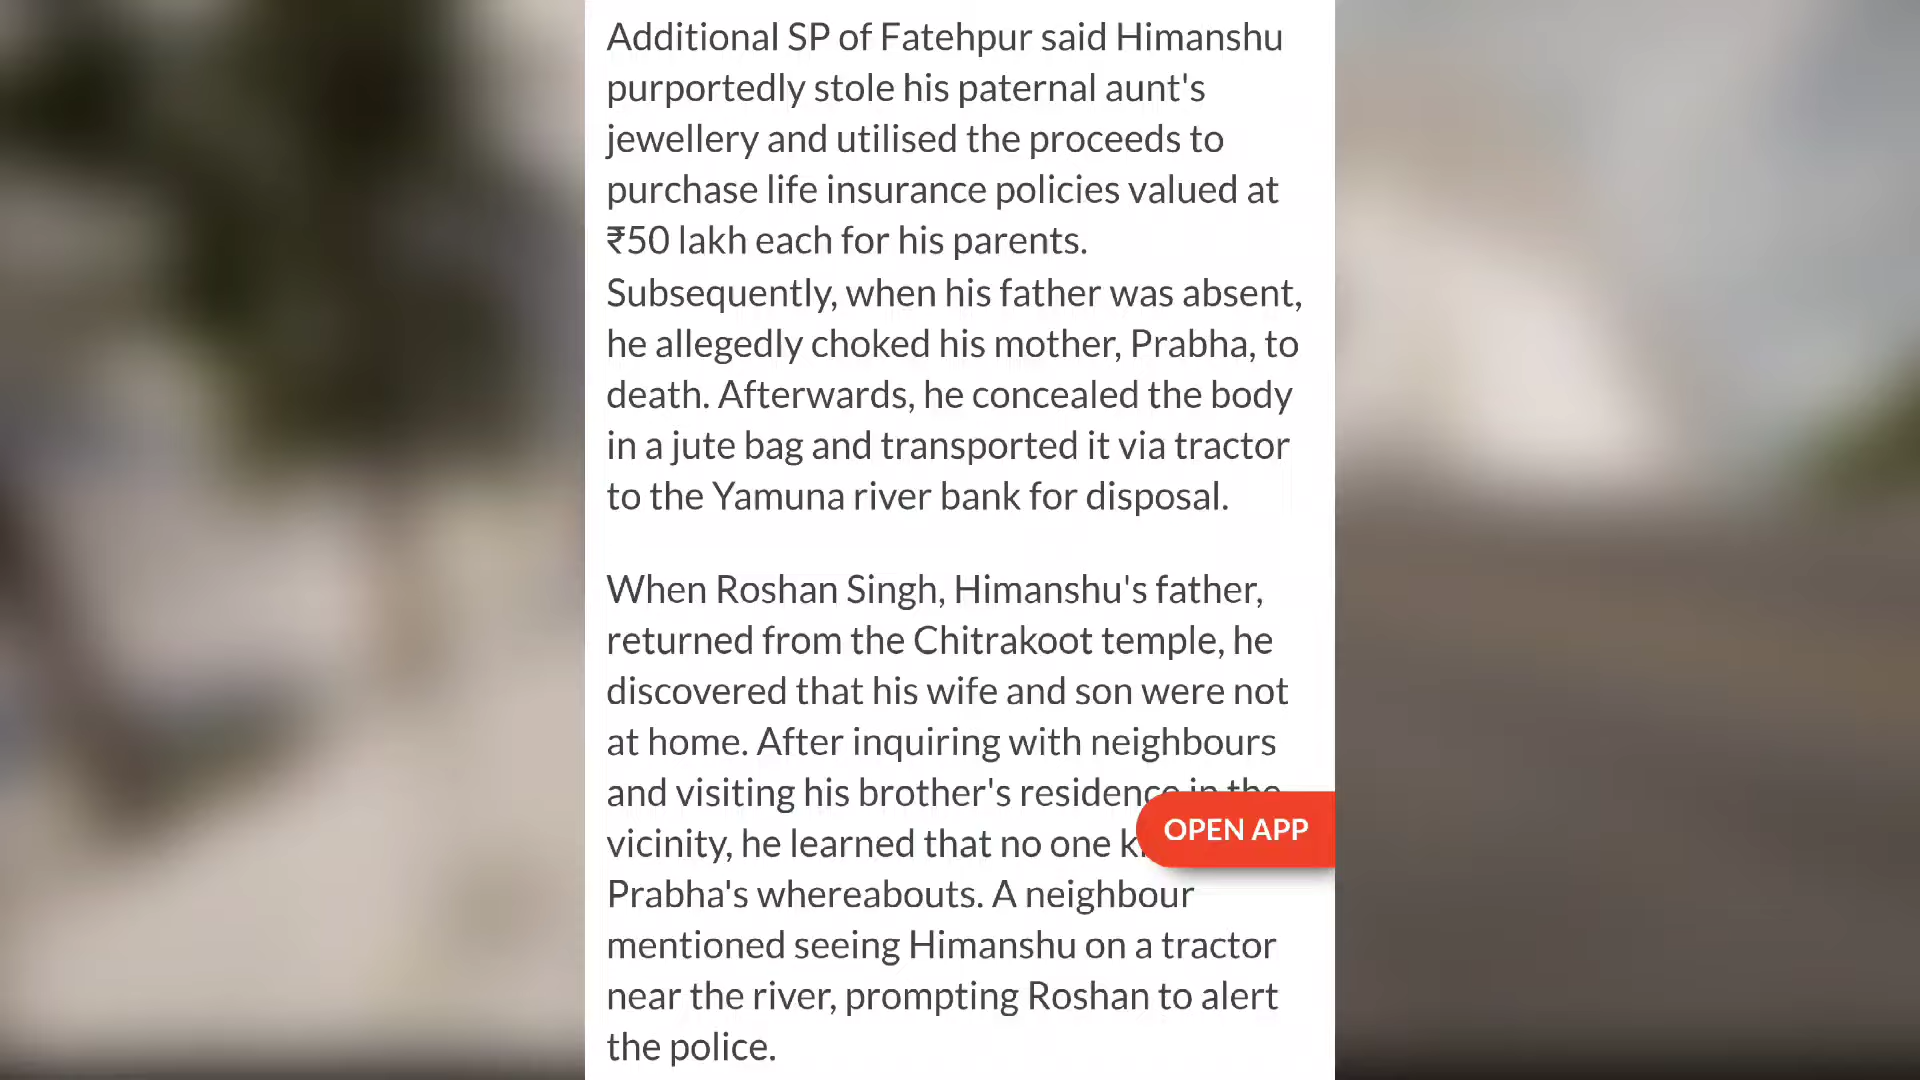 Additional SP of Fatehpur said Himanshu
purportedly stole his paternal aunt's
jewellery and utilised the proceeds to
purchase life insurance policies valued at
₹50 lakh each for his parents.
Subsequently, when his father was absent,
he allegedly choked his mother, Prabha, to
death. Afterwards, he concealed the body
in a jute bag and transported it via tractor
to the Yamuna river bank for disposal.
When Roshan Singh, Himanshu's father,
returned from the Chitrakoot temple, he
discovered that his wife and son were not
at home. After inquiring with neighbours
and visiting his brother's residence in the
OPEN APP
vicinity, he learned that no one
Prabha's whereabouts. A neighbour
mentioned seeing Himanshu on a tractor
near the river, prompting Roshan to alert
the police.